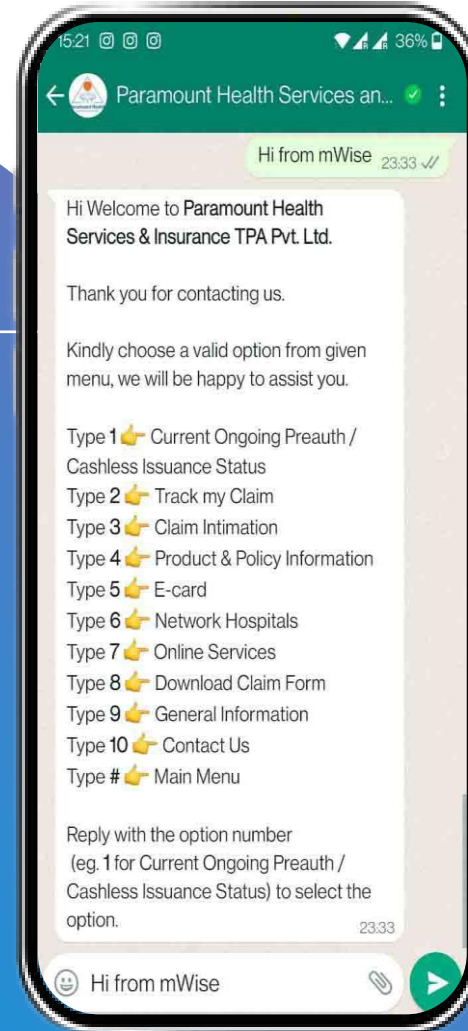 15:21 36%
Paramount Health Services an...
Hi from mWise 23:33
Hi Welcome to Paramount Health
Services & Insurance TPA Pvt. Ltd.
Thank you for contacting us.
Kindly choose a valid option from given
menu, we will be happy to assist you.
Type 1👉 Current Ongoing Preauth /
Cashless Issuance Status
Type 2👉 Track my Claim
Type 3👉 Claim Intimation
Type 4👉 Product & Policy Information
Type 5👉 E-card
Type 6👉 Network Hospitals
Type 7👉 Online Services
Type 8👉 Download Claim Form
Type 9👉 General Information
Type 10👉 Contact Us
Type #👉 Main Menu
Reply with the option number
(eg. 1 for Current Ongoing Preauth /
Cashless Issuance Status) to select the
option. 23:33
Hi from mWise